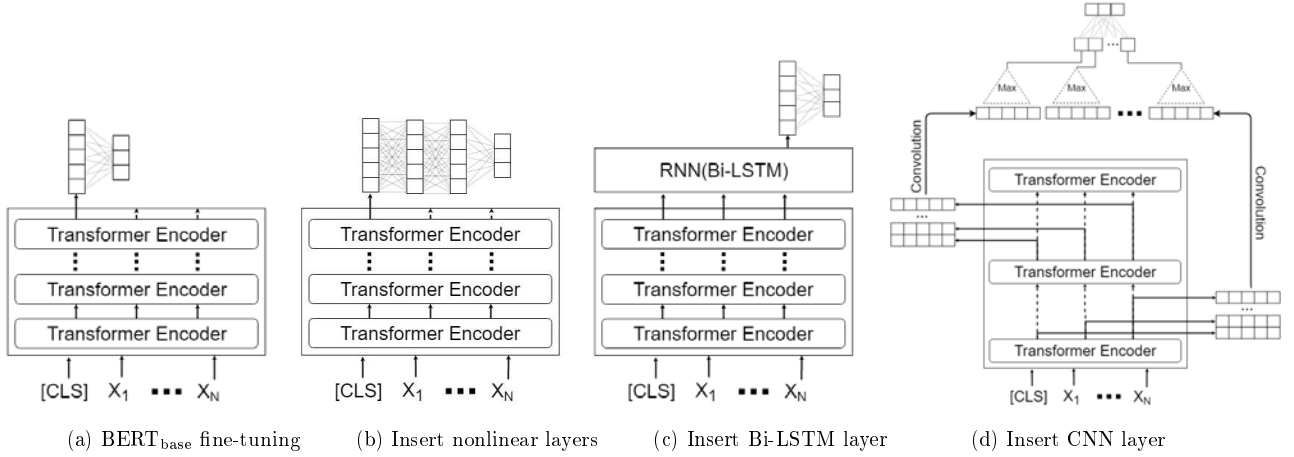 Transformer Encoder
Transformer Encoder
Transformer Encoder
[CLS] X1 ... XN
(a) BERTbase fine-tuning
Transformer Encoder
Transformer Encoder
Transformer Encoder
[CLS] X1 ... XN
(b) Insert nonlinear layers
RNN(Bi-LSTM)
Transformer Encoder
Transformer Encoder
Transformer Encoder
[CLS] X1 ... XN
(c) Insert Bi-LSTM layer
...
Max Max Max
...
Convolution
Convolution
Transformer Encoder
...
Transformer Encoder
...
Transformer Encoder
[CLS] X1 ... XN
(d) Insert CNN layer